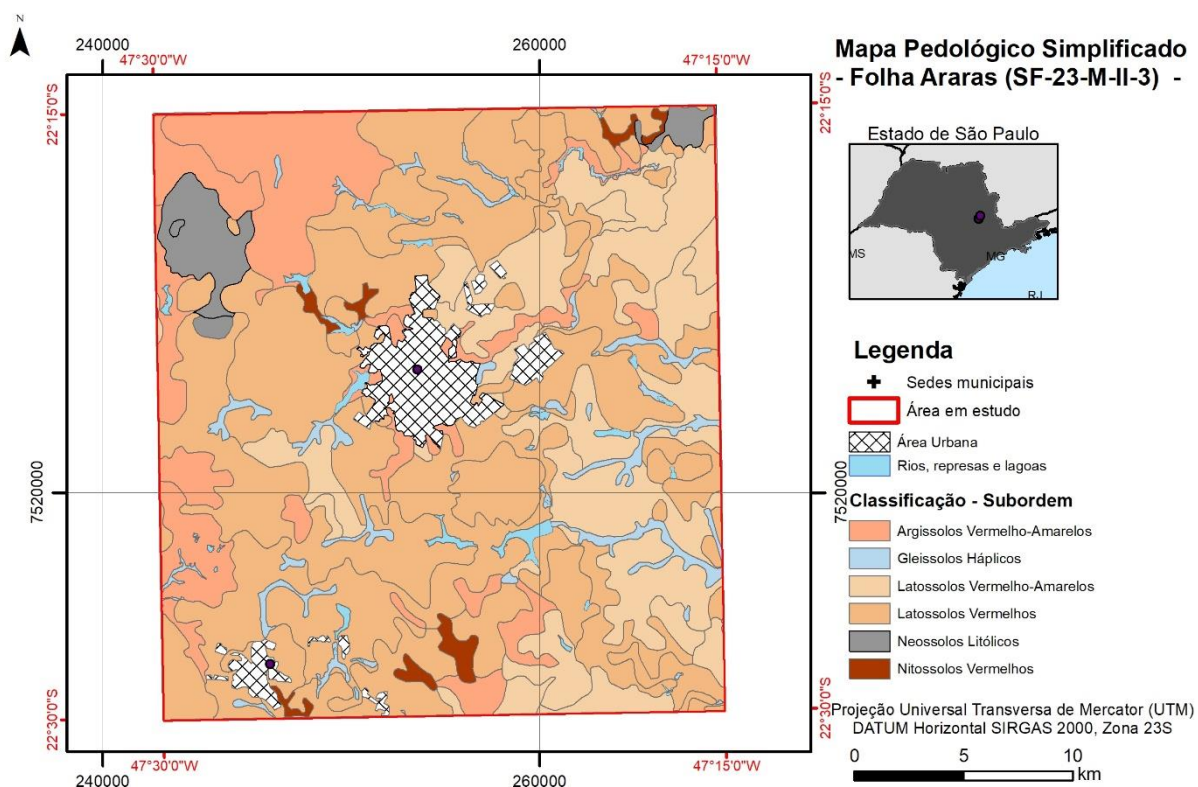 N
240000
260000
47°30'0"W
47°15'0"W
22°15'0"S
22°15'0"S
7520000
7520000
22°30'0"S
22°30'0"S
47°30'0"W
47°15'0"W
240000
260000
Mapa Pedológico Simplificado
- Folha Araras (SF-23-M-II-3) -
Estado de São Paulo
MS
MG
RJ
Legenda
Sedes municipais
Área em estudo
Área Urbana
Rios, represas e lagoas
Classificação - Subordem
Argissolos Vermelho-Amarelos
Gleissolos Háplicos
Latossolos Vermelho-Amarelos
Latossolos Vermelhos
Neossolos Litólicos
Nitossolos Vermelhos
Projeção Universal Transversa de Mercator (UTM)
DATUM Horizontal SIRGAS 2000, Zona 23S
0 5 10
km